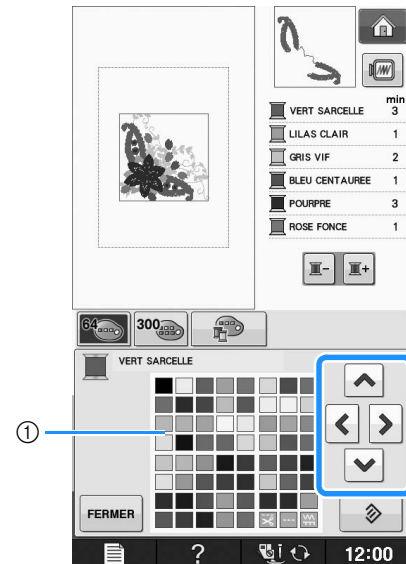 min
VERT SARCELLE 3
LILAS CLAIR 1
GRIS VIF 2
BLEU CENTAUREE 1
POURPRE 3
ROSE FONCE 1
64 300
VERT SARCELLE
①
FERMER
? 12:00